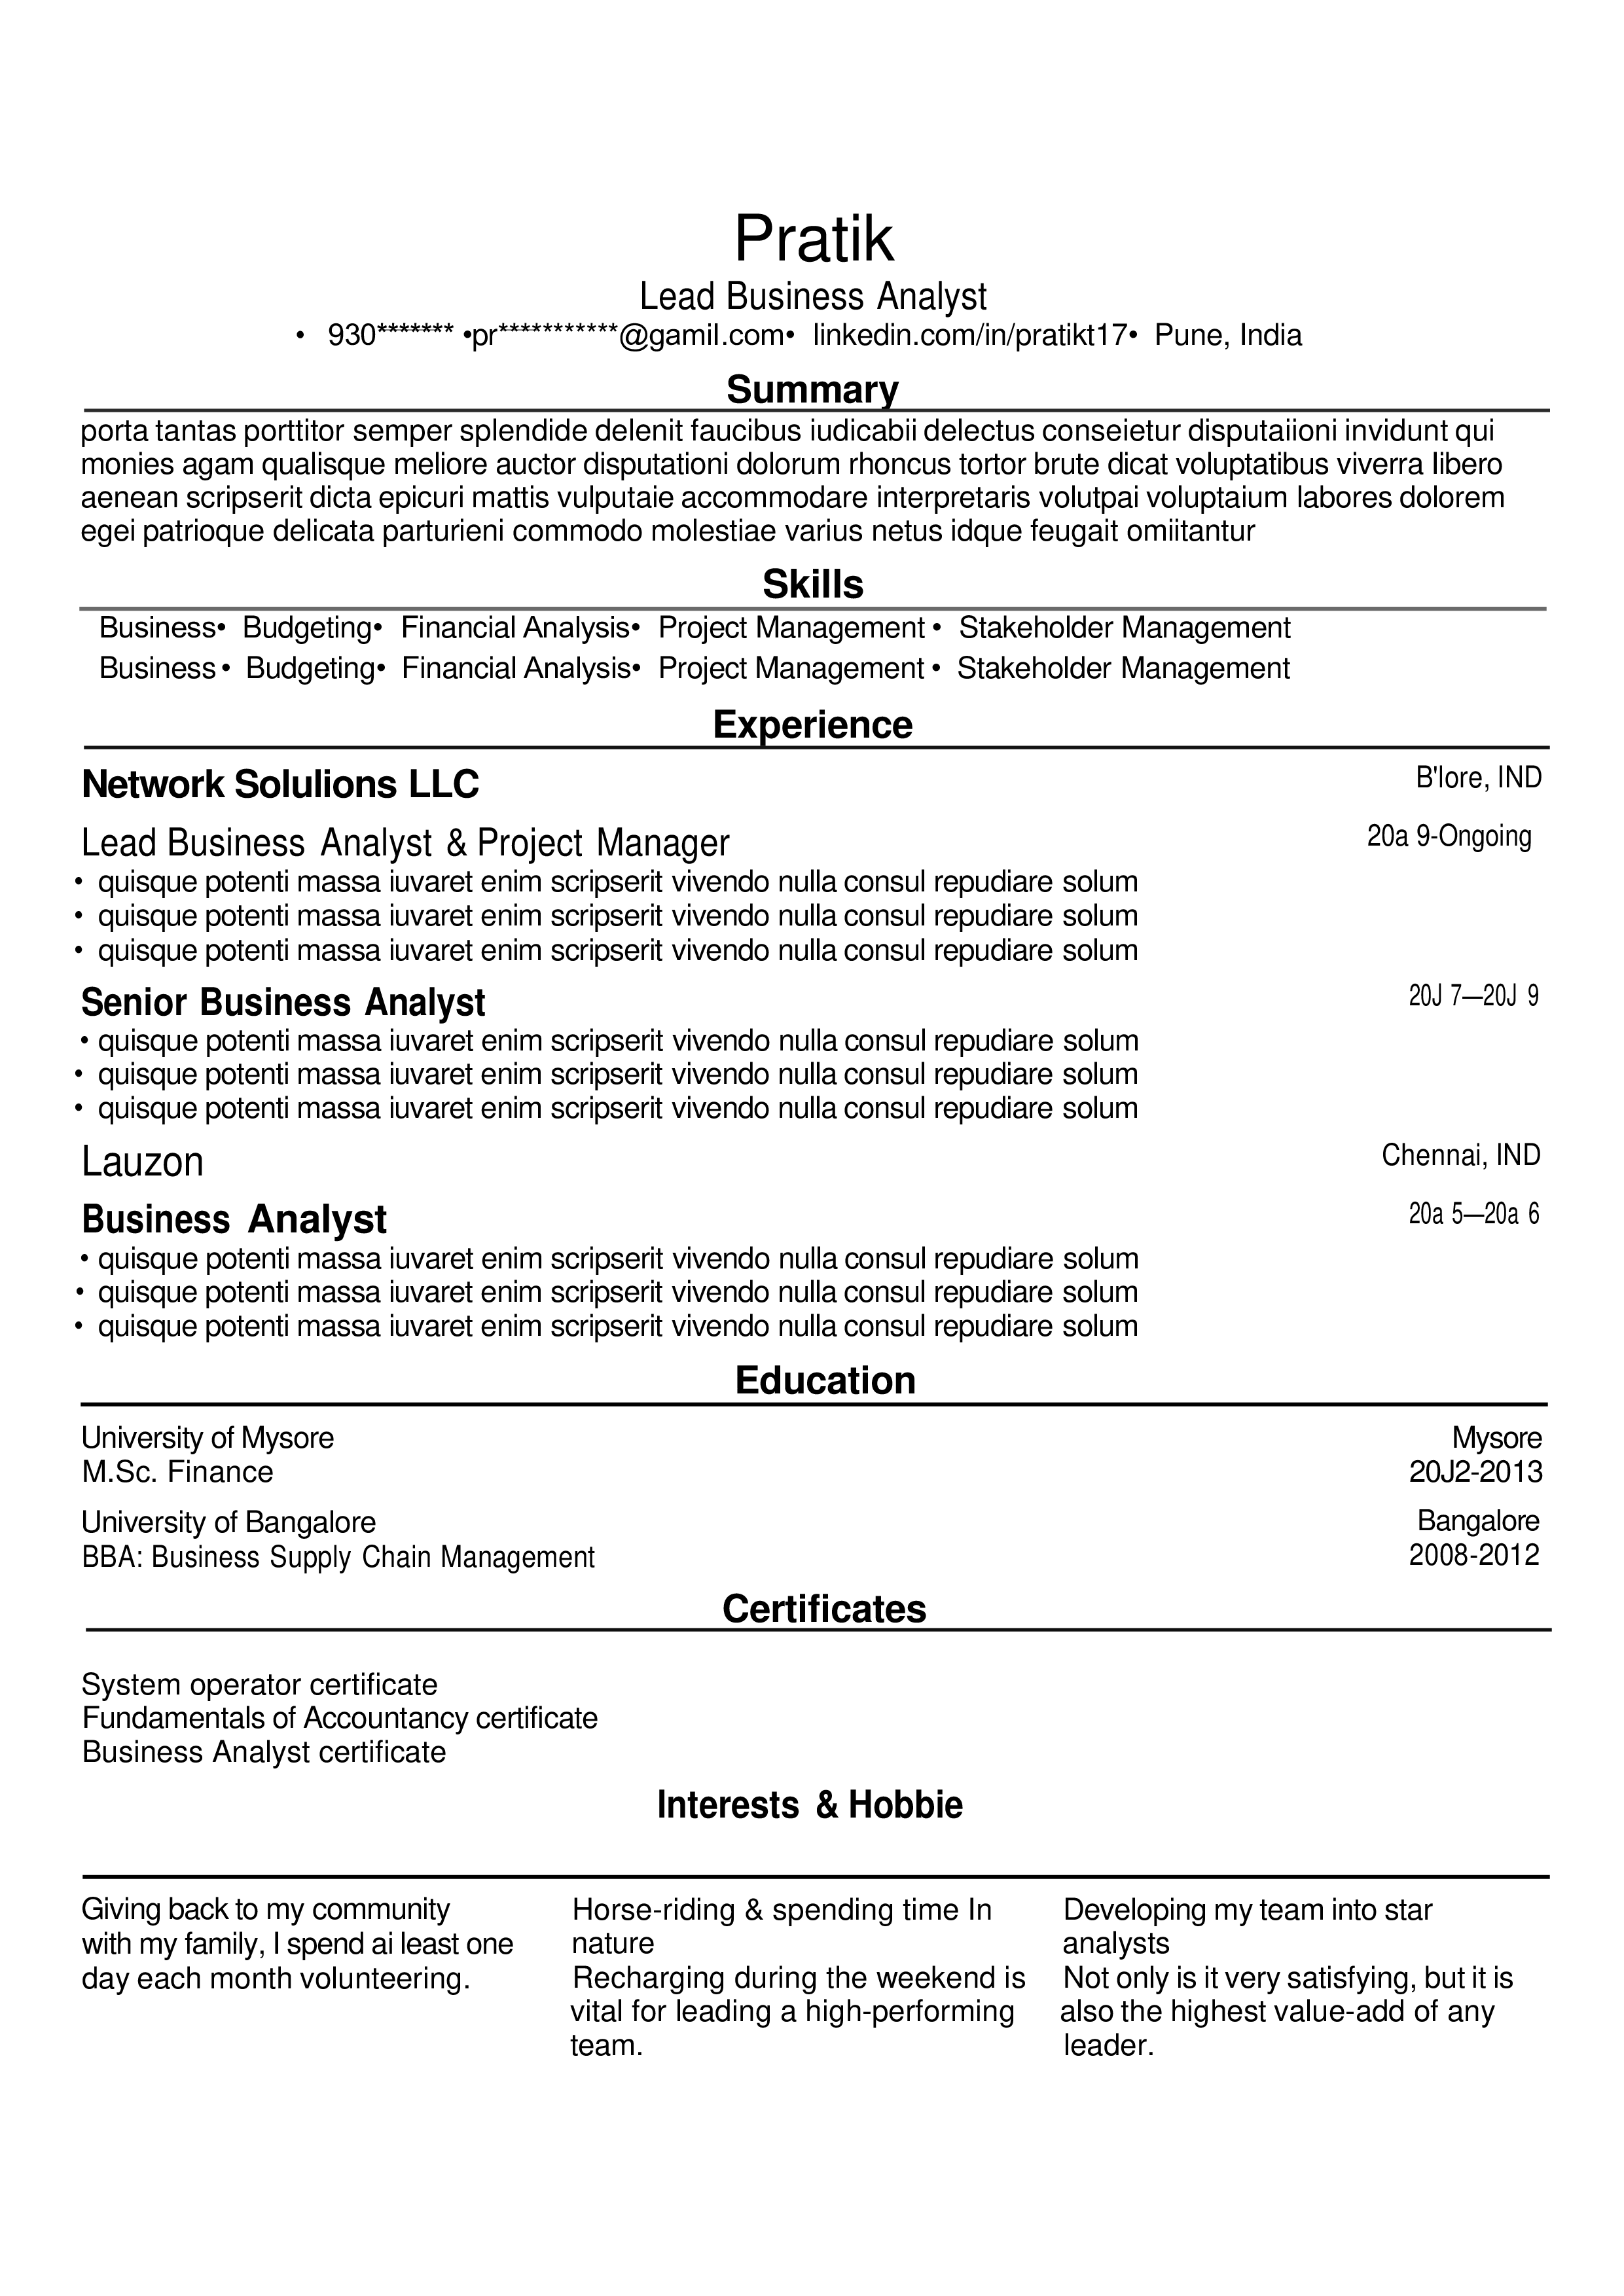 Pratik
Lead Business Analyst
• 930******* •pr***********@gamil.com• linkedin.com/in/pratikt17• Pune, India
Summary
porta tantas porttitor semper splendide delenit faucibus iudicabii delectus conseietur disputaiioni invidunt qui
monies agam qualisque meliore auctor disputationi dolorum rhoncus tortor brute dicat voluptatibus viverra libero
aenean scripserit dicta epicuri mattis vulputaie accommodare interpretaris volutpai voluptaium labores dolorem
egei patrioque delicata parturieni commodo molestiae varius netus idque feugait omiitantur
Skills
Business• Budgeting• Financial Analysis• Project Management • Stakeholder Management
Business • Budgeting• Financial Analysis• Project Management • Stakeholder Management
Experience
Network Solulions LLC B'lore, IND
Lead Business Analyst & Project Manager 20a 9-Ongoing
• quisque potenti massa iuvaret enim scripserit vivendo nulla consul repudiare solum
• quisque potenti massa iuvaret enim scripserit vivendo nulla consul repudiare solum
• quisque potenti massa iuvaret enim scripserit vivendo nulla consul repudiare solum
Senior Business Analyst 20J 7—20J 9
• quisque potenti massa iuvaret enim scripserit vivendo nulla consul repudiare solum
• quisque potenti massa iuvaret enim scripserit vivendo nulla consul repudiare solum
• quisque potenti massa iuvaret enim scripserit vivendo nulla consul repudiare solum
Lauzon Chennai, IND
Business Analyst 20a 5—20a 6
• quisque potenti massa iuvaret enim scripserit vivendo nulla consul repudiare solum
• quisque potenti massa iuvaret enim scripserit vivendo nulla consul repudiare solum
• quisque potenti massa iuvaret enim scripserit vivendo nulla consul repudiare solum
Education
University of Mysore Mysore
M.Sc. Finance 20J2-2013
University of Bangalore Bangalore
BBA: Business Supply Chain Management 2008-2012
Certificates
System operator certificate
Fundamentals of Accountancy certificate
Business Analyst certificate
Interests & Hobbie
Giving back to my community
with my family, I spend ai least one
day each month volunteering.
Horse-riding & spending time In
nature
Recharging during the weekend is
vital for leading a high-performing
team.
Developing my team into star
analysts
Not only is it very satisfying, but it is
also the highest value-add of any
leader.